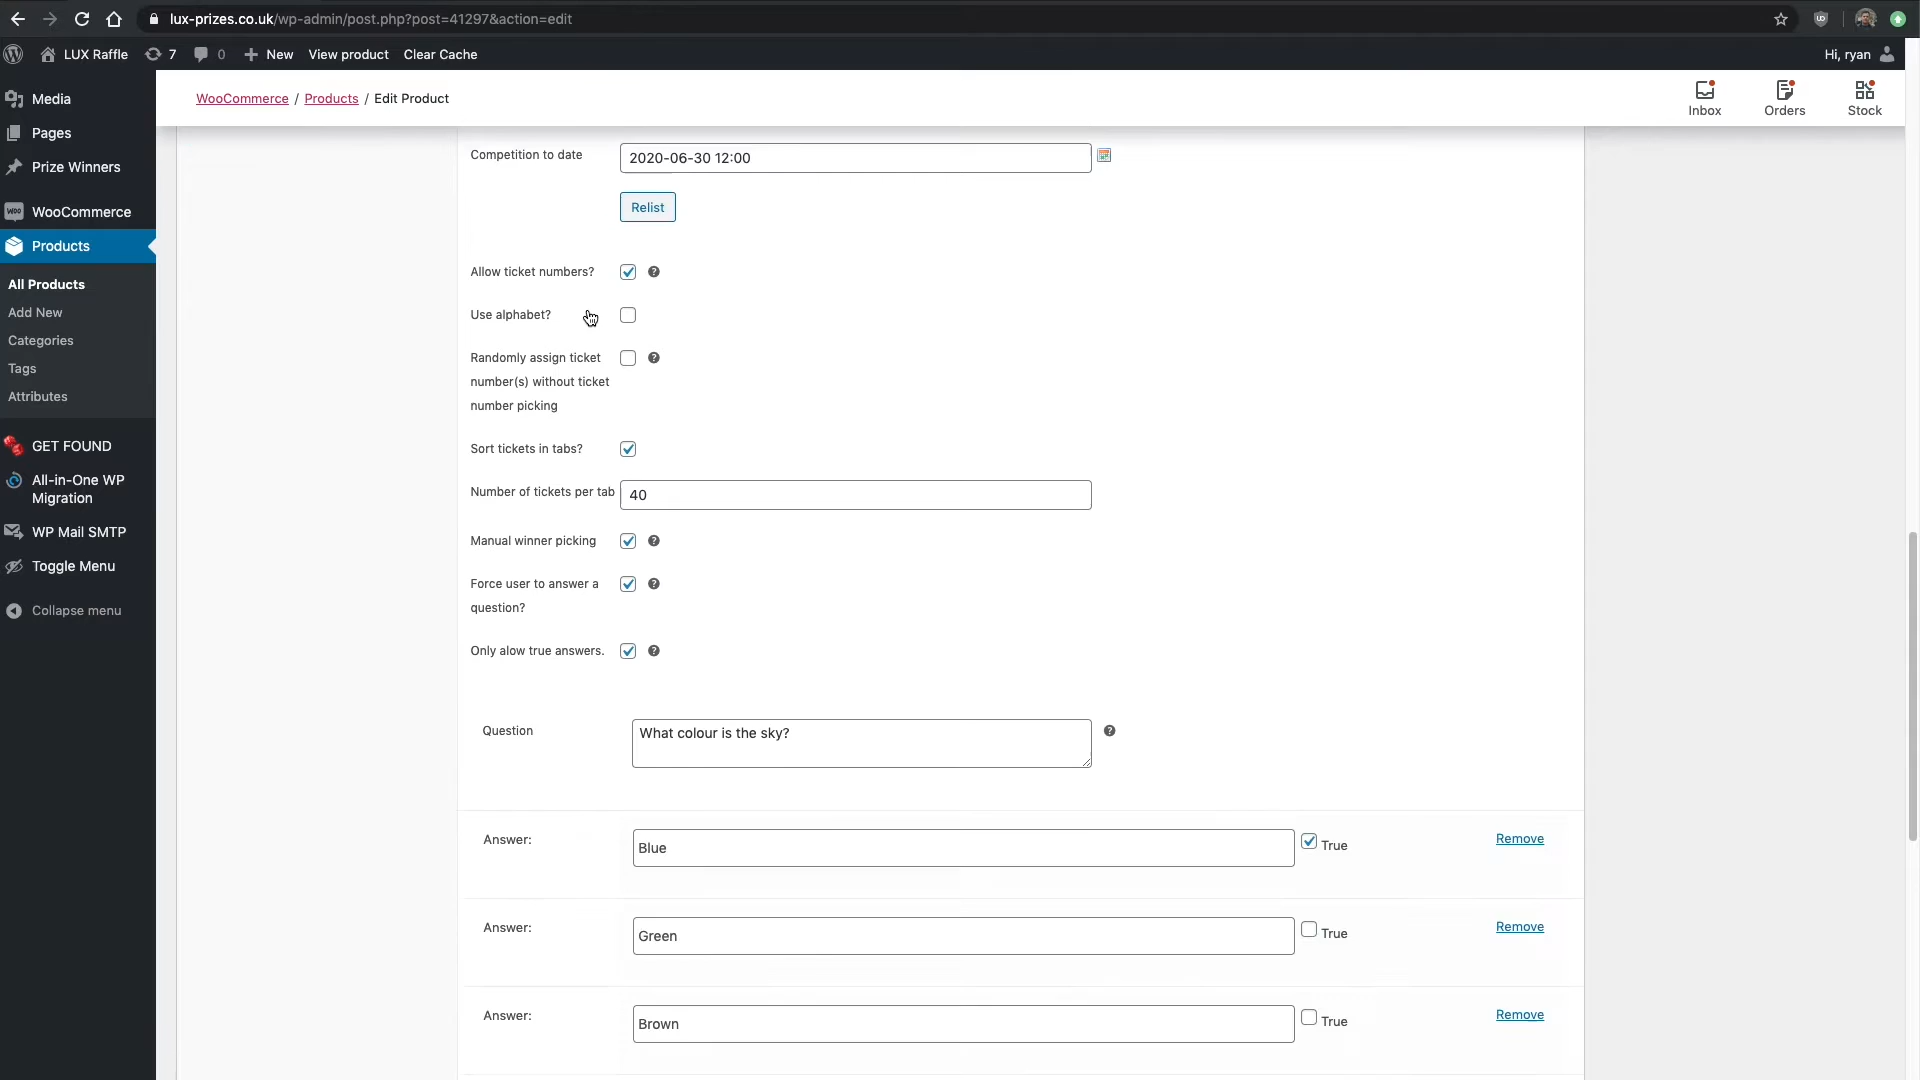 lux-prizes.co.uk/wp-admin/post.php?post=41297&action=edit
LUX Raffle 7 0 New View product Clear Cache Hi, ryan
Media
Pages
Prize Winners
WooCommerce
Products
All Products
Add New
Categories
Tags
Attributes
GET FOUND
All-in-One WP
Migration
WP Mail SMTP
Toggle Menu
Collapse menu
WooCommerce / Products / Edit Product
Inbox Orders Stock
Competition to date 2020-06-30 12:00
Relist
Allow ticket numbers?
Use alphabet?
Randomly assign ticket
number(s) without ticket
number picking
Sort tickets in tabs?
Number of tickets per tab 40
Manual winner picking
Force user to answer a
question?
Only alow true answers.
Question What colour is the sky?
Answer: Blue True Remove
Answer: Green True Remove
Answer: Brown True Remove